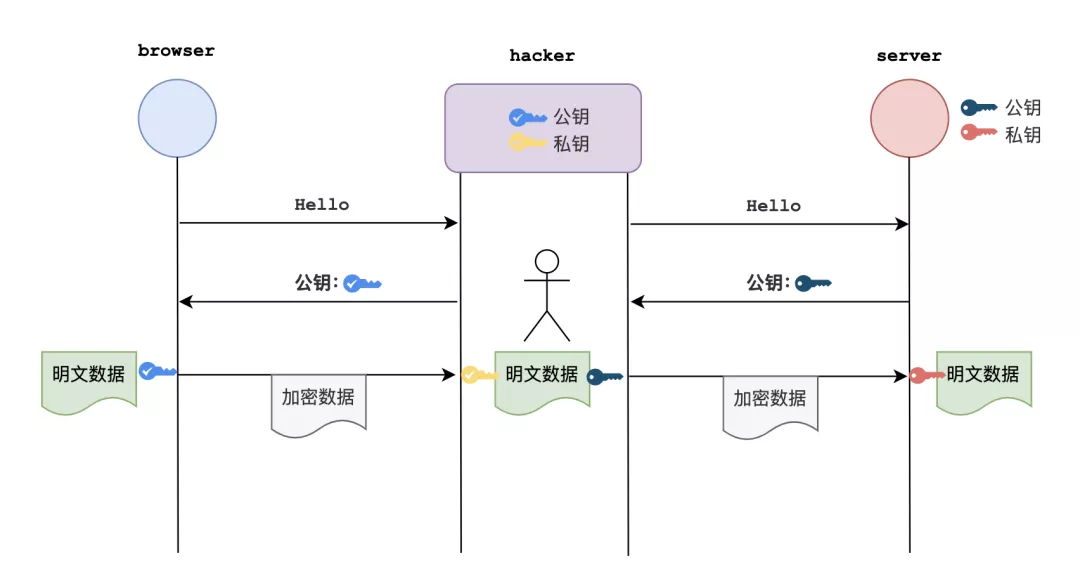 browser
hacker
server
公钥
私钥
公钥
私钥
Hello
Hello
公钥:
公钥:
明文数据
加密数据
明文数据
加密数据
明文数据